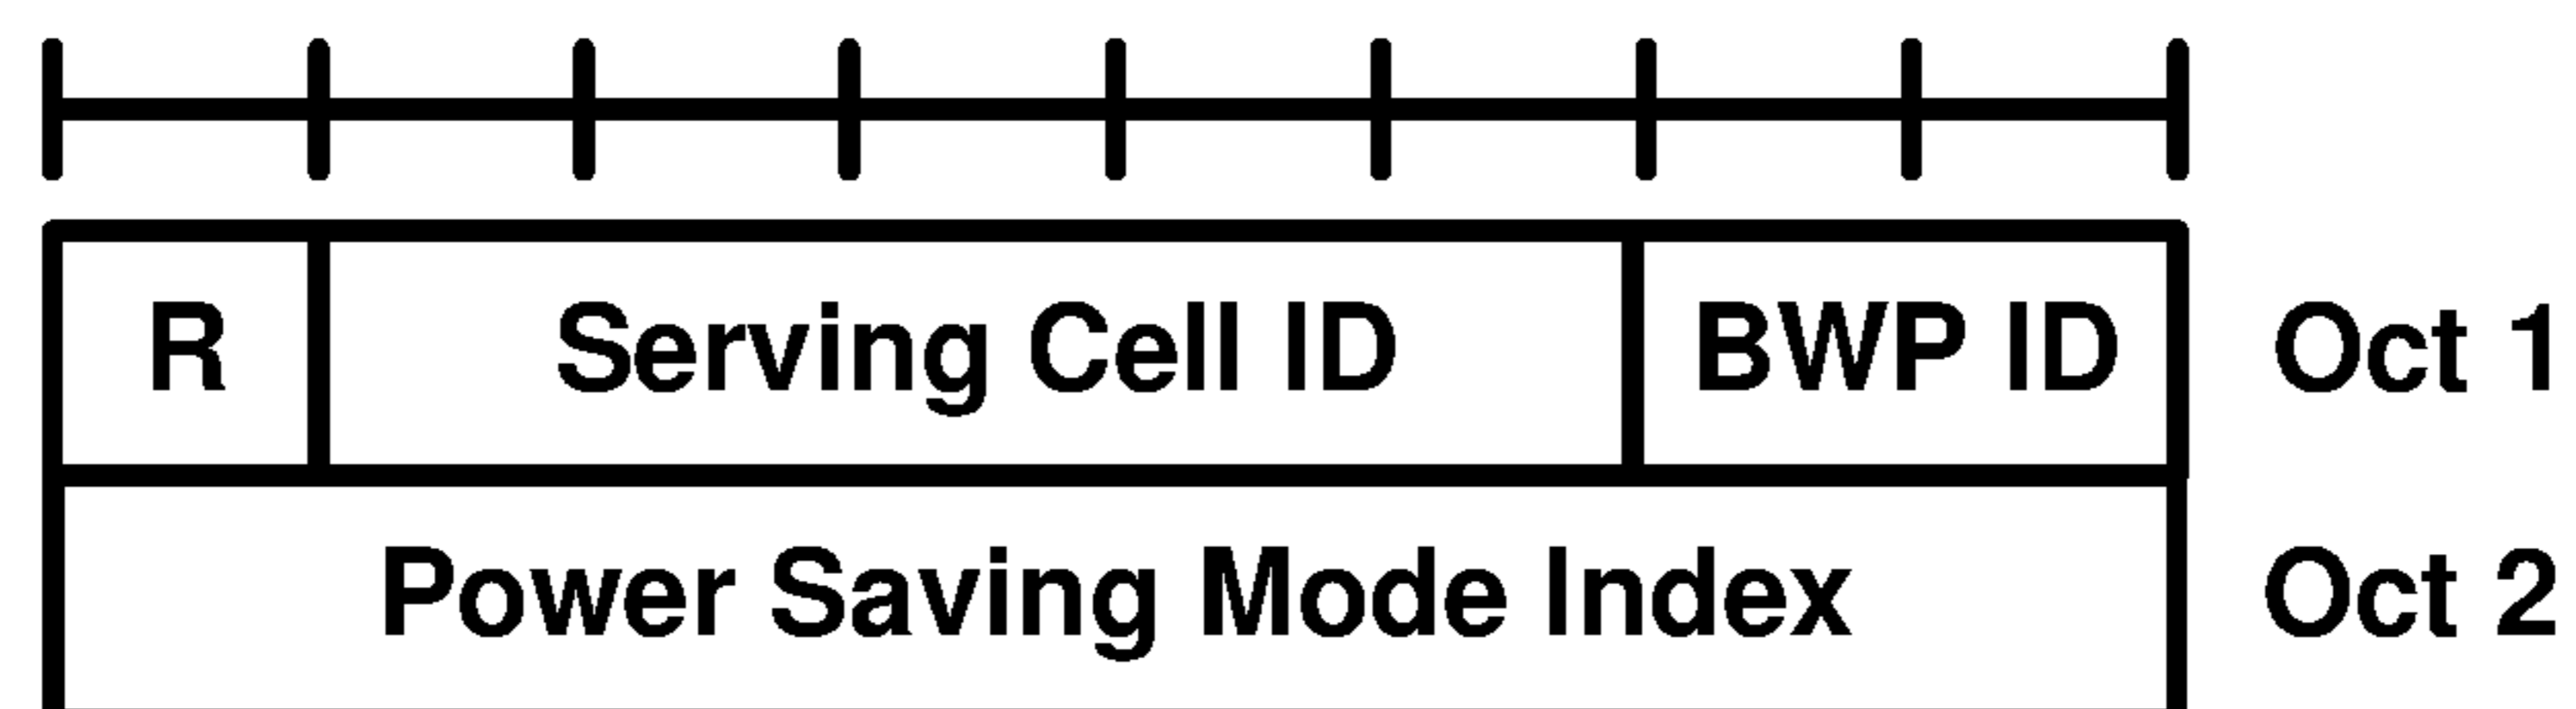 R Serving Cell ID BWP ID Oct 1
Power Saving Mode Index Oct 2